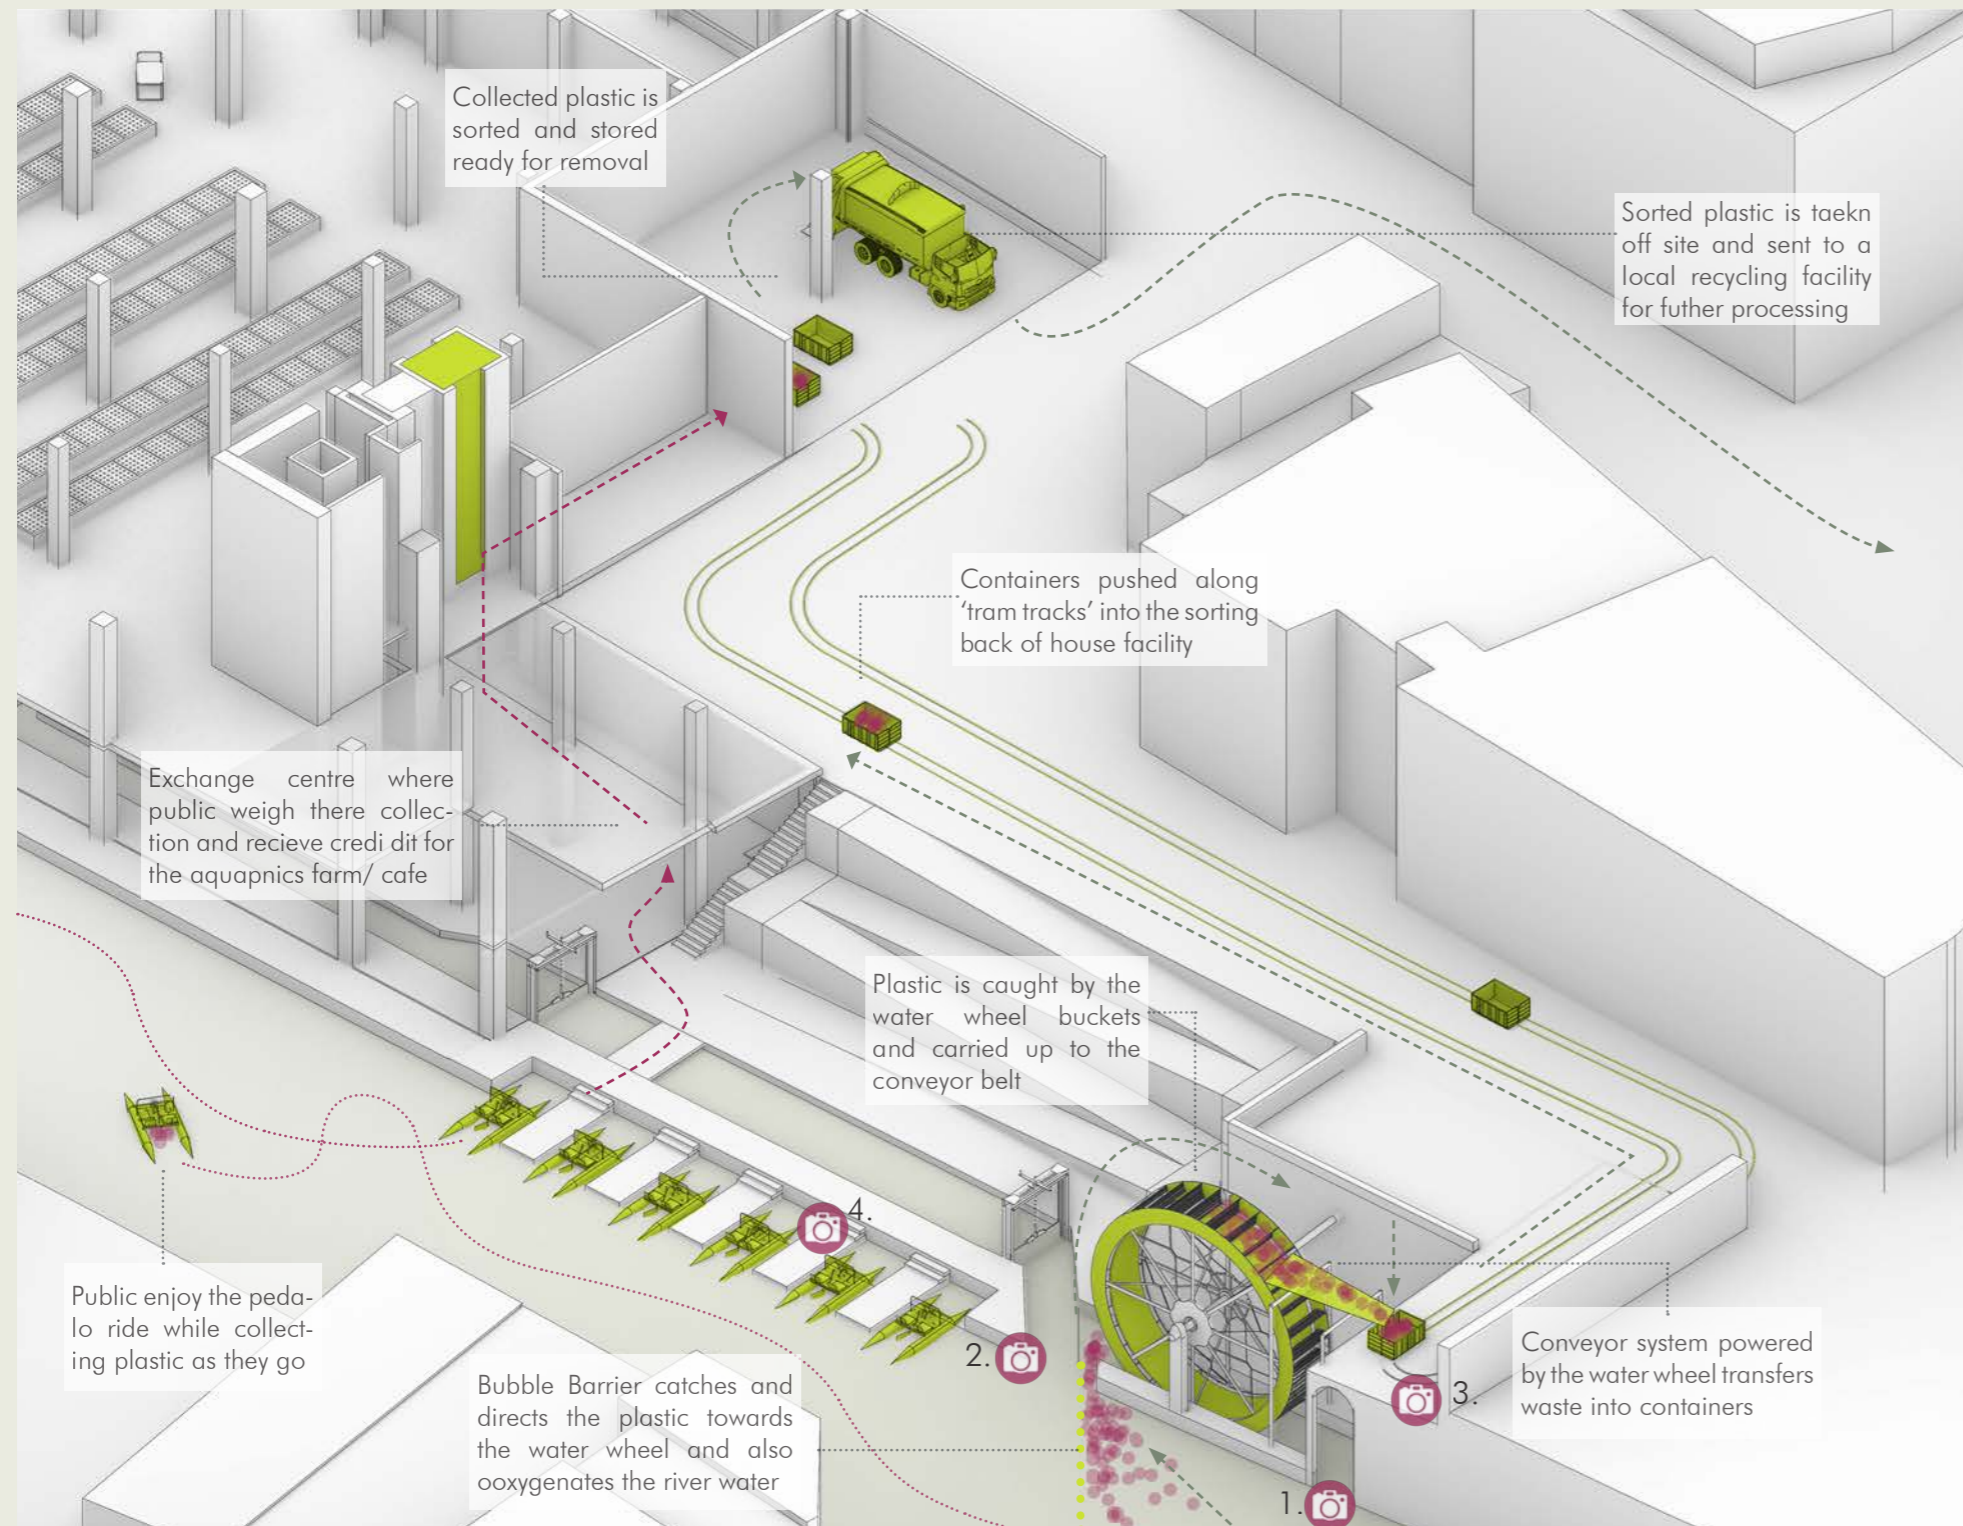 Collected plastic is
sorted and stored
ready for removal
Sorted plastic is taekn
off site and sent to a
local recycling facility
for futher processing
Containers pushed along
‘tram tracks’ into the sorting
back of house facility
Exchange centre where
public weigh there collec-
tion and recieve credi dit for
the aquapnics farm/ cafe
Plastic is caught by the
water wheel buckets
and carried up to the
conveyor belt
4.
Public enjoy the peda-
lo ride while collect-
ing plastic as they go
2.
Conveyor system powered
by the water wheel transfers
waste into containers
3.
Bubble Barrier catches and
directs the plastic towards
the water wheel and also
ooxygenates the river water
1.